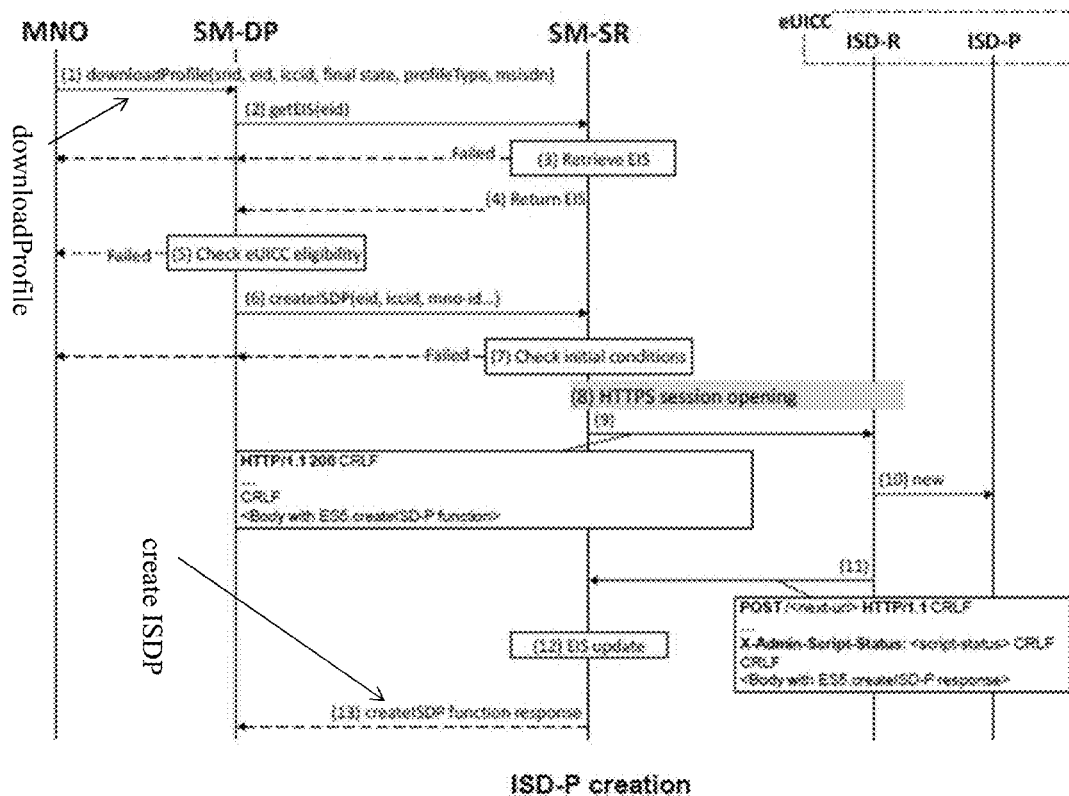 eUICC
MNO
SM-DP
SM-SR
ISD-R
ISD-P
(1) downloadProfile(srid, eid, iccid, final state, profileType, msisdn)
(2) getEIS(eid)
downloadProfile
Failed
(3) Retrieve EIS
(4) Return EIS
Failed
(5) Check eUICC eligibility
(6) createISDP(eid, iccid, mno-id...)
Failed
(7) Check initial conditions
(8) HTTPS session opening
(9)
HTTP/1.1 200 CRLF
...
CRLF
<Body with ES5.createISD-P function>
(10) new
create ISDP
(11)
POST /<next-uri> HTTP/1.1 CRLF
...
X-Admin-Script-Status: <script-status> CRLF
CRLF
<Body with ES5.createISD-P response>
(12) EIS update
(13) createISDP function response
ISD-P creation